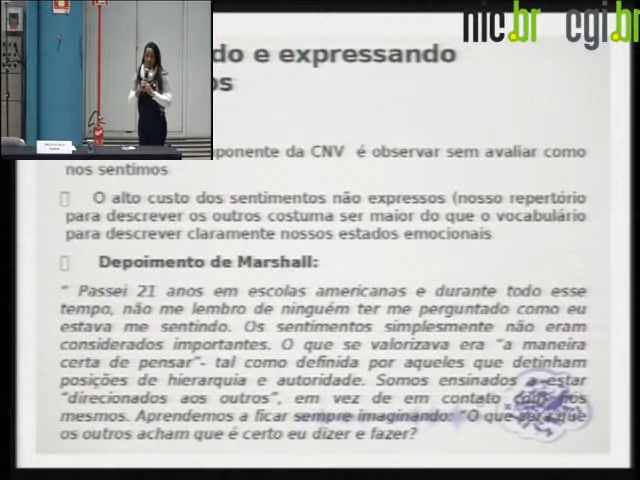 nic.br cgi.br
do e expressando
os
ponente da CNV é observar sem avaliar como
nos sentimos
O alto custo dos sentimentos não expressos (nosso repertório
para descrever os outros costuma ser maior do que o vocabulário
para descrever claramente nossos estados emocionais
Depoimento de Marshall:
" Passei 21 anos em escolas americanas e durante todo esse
tempo, não me lembro de ninguém ter me perguntado como eu
estava me sentindo. Os sentimentos simplesmente não eram
considerados importantes. O que se valorizava era "a maneira
certa de pensar"- tal como definida por aqueles que detinham
posições de hierarquia e autoridade. Somos ensinados a estar
"direcionados aos outros", em vez de em contato com nós
mesmos. Aprendemos a ficar sempre imaginando: "O que será que
os outros acham que é certo eu dizer e fazer?